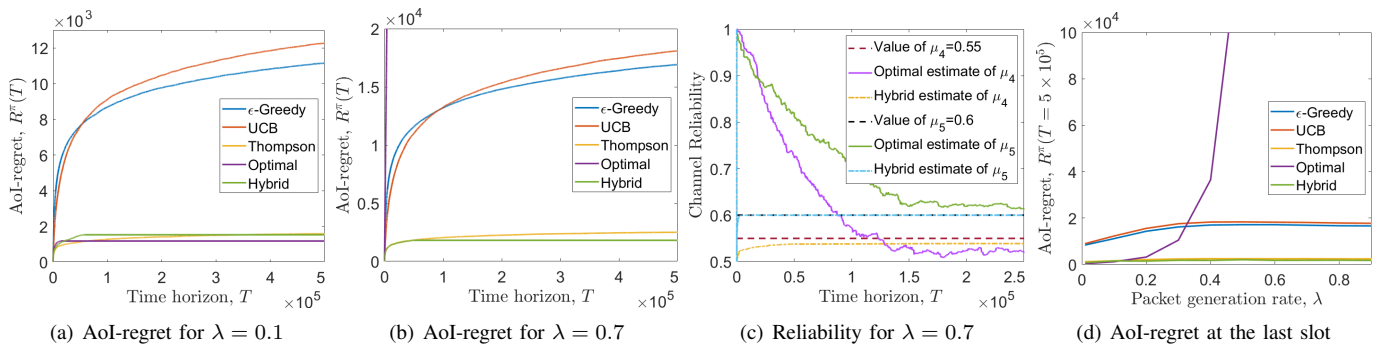 ×10³
12
10
8
6
4
2
0
AoI-regret, R^π(T)
ϵ-Greedy
UCB
Thompson
Optimal
Hybrid
0 1 2 3 4 5
Time horizon, T
×10⁵
(a) AoI-regret for λ = 0.1
×10⁴
2
1.5
1
0.5
0
AoI-regret, R^π(T)
ϵ-Greedy
UCB
Thompson
Optimal
Hybrid
0 1 2 3 4 5
Time horizon, T
×10⁵
(b) AoI-regret for λ = 0.7
1
0.9
0.8
0.7
0.6
0.5
Channel Reliability
Value of μ₄=0.55
Optimal estimate of μ₄
Hybrid estimate of μ₄
Value of μ₅=0.6
Optimal estimate of μ₅
Hybrid estimate of μ₅
0 0.5 1 1.5 2 2.5
Time horizon, T
×10⁵
(c) Reliability for λ = 0.7
×10⁴
10
8
6
4
2
0
AoI-regret, R^π(T = 5 × 10⁵)
ϵ-Greedy
UCB
Thompson
Optimal
Hybrid
0 0.2 0.4 0.6 0.8
Packet generation rate, λ
(d) AoI-regret at the last slot